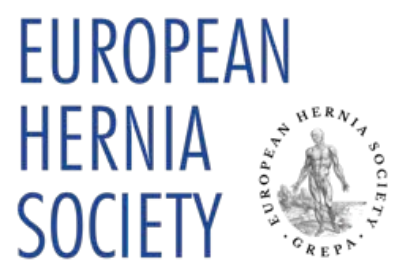 EUROPEAN
HERNIA
SOCIETY
EUROPEAN HERNIA SOCIETY
· GREPA ·